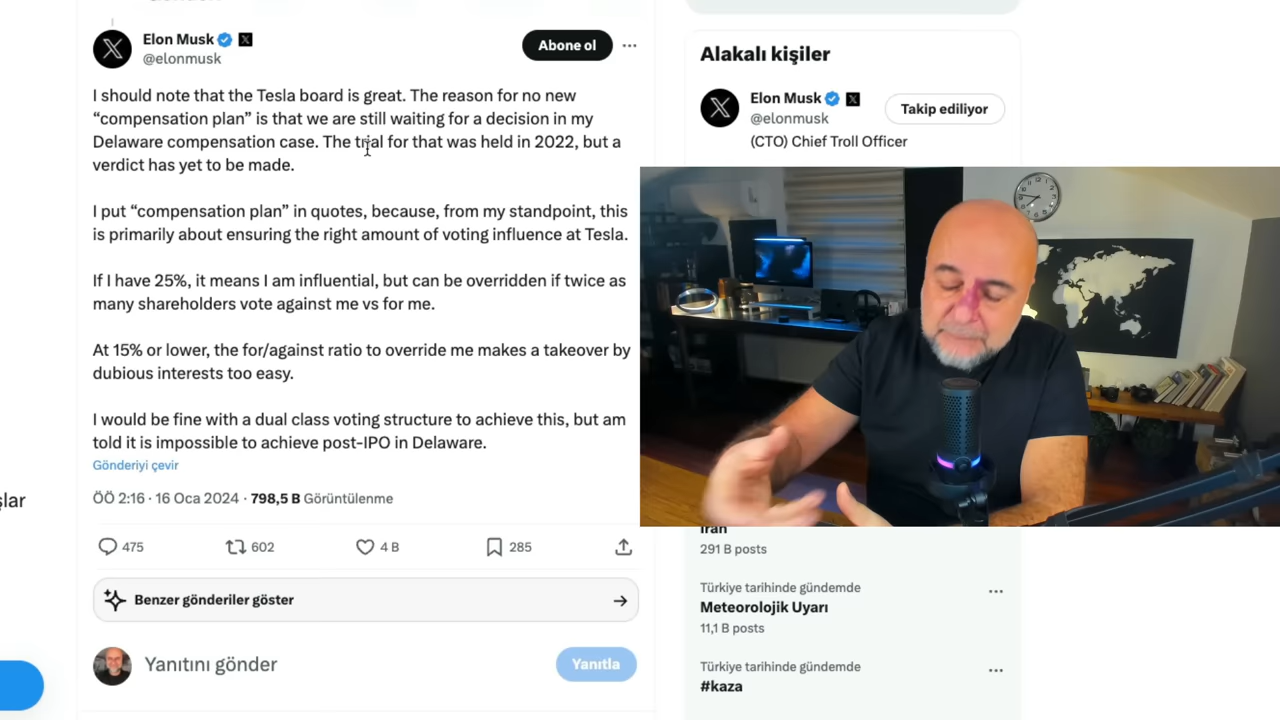 Elon Musk
@elonmusk
Abone ol
I should note that the Tesla board is great. The reason for no new
“compensation plan” is that we are still waiting for a decision in my
Delaware compensation case. The trial for that was held in 2022, but a
verdict has yet to be made.
I put “compensation plan” in quotes, because, from my standpoint, this
is primarily about ensuring the right amount of voting influence at Tesla.
If I have 25%, it means I am influential, but can be overridden if twice as
many shareholders vote against me vs for me.
At 15% or lower, the for/against ratio to override me makes a takeover by
dubious interests too easy.
I would be fine with a dual class voting structure to achieve this, but am
told it is impossible to achieve post-IPO in Delaware.
Gönderiyi çevir
ÖÖ 2:16 · 16 Oca 2024 · 798,5 B Görüntülenme
475 602 4 B 285
Benzer gönderiler göster
Yanıtını gönder
Yanıtla
şlar
Alakalı kişiler
Elon Musk
@elonmusk
Takip ediliyor
(CTO) Chief Troll Officer
İran
291 B posts
Türkiye tarihinde gündemde
Meteorolojik Uyarı
11,1 B posts
Türkiye tarihinde gündemde
#kaza